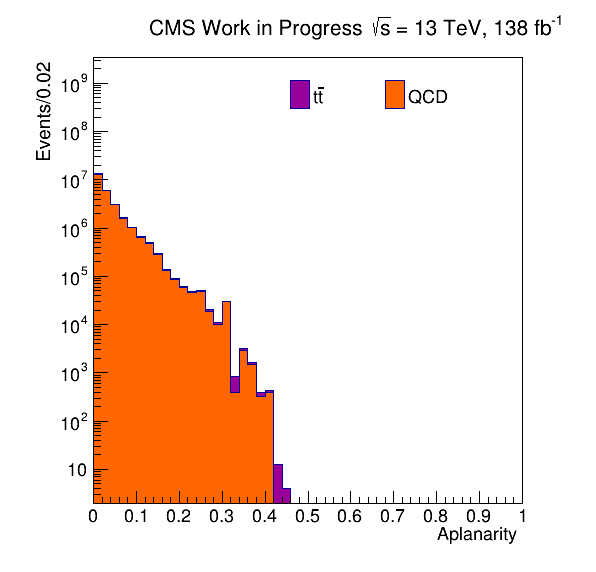 CMS Work in Progress √s = 13 TeV, 138 fb⁻¹
Events/0.02
tt̄
QCD
10⁹
10⁸
10⁷
10⁶
10⁵
10⁴
10³
10²
10
0 0.1 0.2 0.3 0.4 0.5 0.6 0.7 0.8 0.9 1
Aplanarity